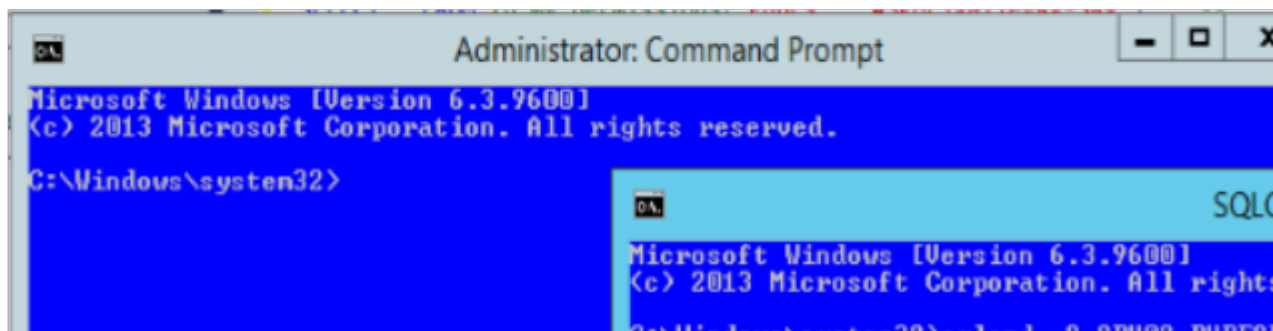 Administrator: Command Prompt
Microsoft Windows [Version 6.3.9600]
(c) 2013 Microsoft Corporation. All rights reserved.
C:\Windows\system32>
SQLC
Microsoft Windows [Version 6.3.9600]
(c) 2013 Microsoft Corporation. All rights